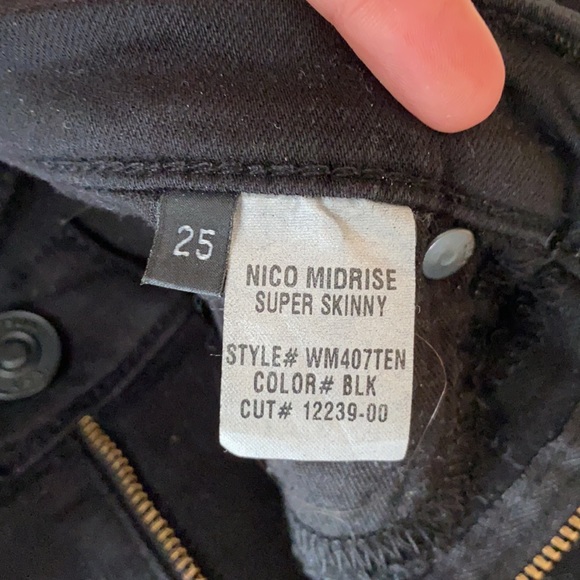 25
NICO MIDRISE
SUPER SKINNY
STYLE# WM407TEN
COLOR# BLK
CUT# 12239-00